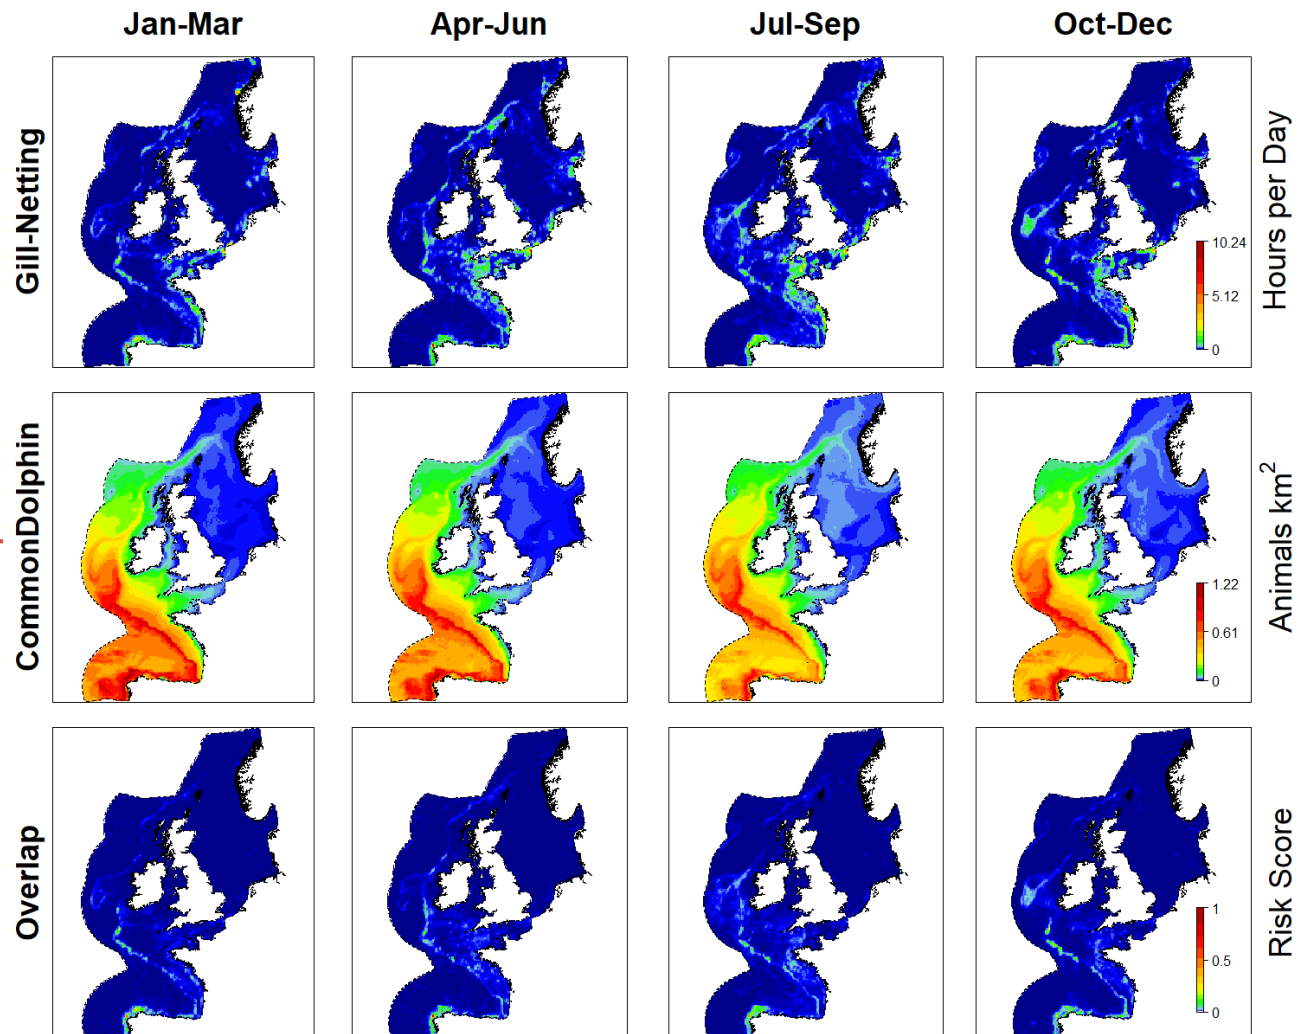 Jan-Mar Apr-Jun Jul-Sep Oct-Dec
Gill-Netting
10.24
5.12
0
Hours per Day
CommonDolphin
1.22
0.61
0
Animals km²
Overlap
1
0.5
0
Risk Score